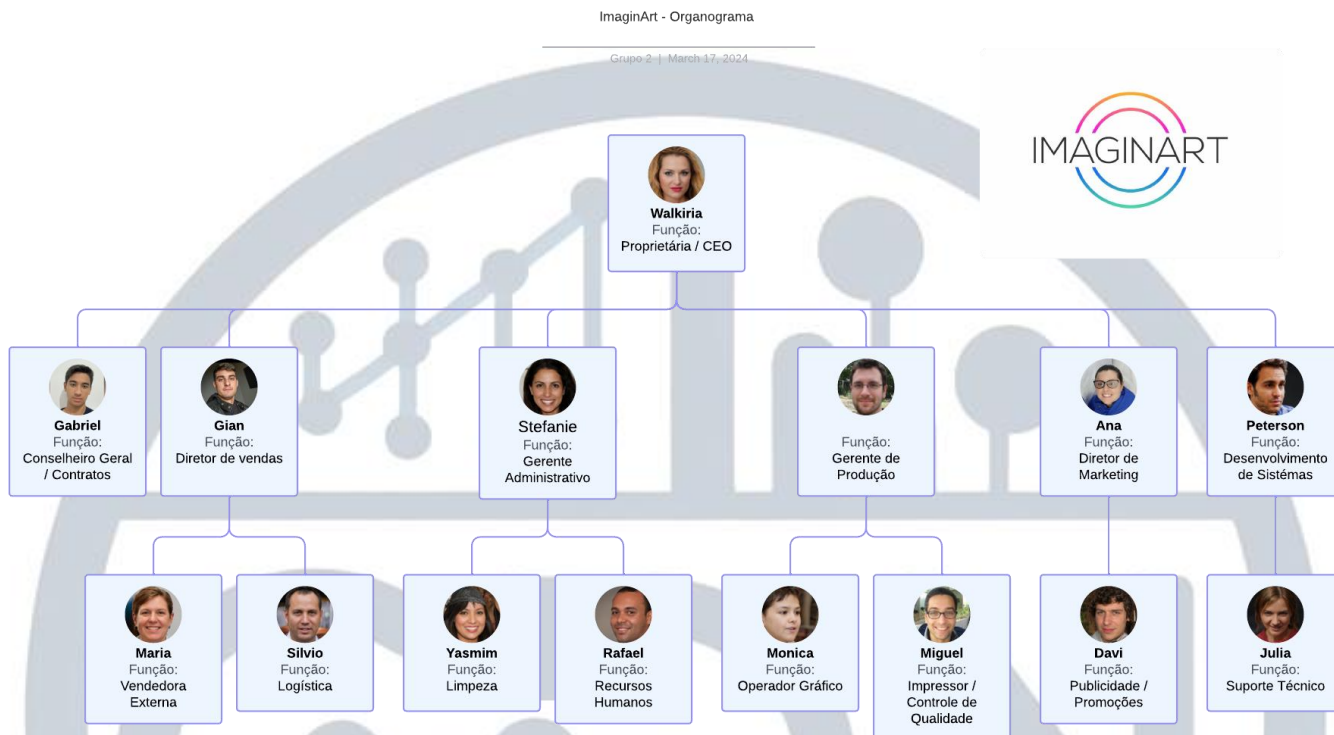 ImaginArt - Organograma
Grupo 2 | March 17, 2024
IMAGINART
Walkiria
Função:
Proprietária / CEO
Gabriel
Função:
Conselheiro Geral
/ Contratos
Gian
Função:
Diretor de vendas
Stefanie
Função:
Gerente
Administrativo
Função:
Gerente de
Produção
Ana
Função:
Diretor de
Marketing
Peterson
Função:
Desenvolvimento
de Sistémas
Maria
Função:
Vendedora
Externa
Silvio
Função:
Logística
Yasmim
Função:
Limpeza
Rafael
Função:
Recursos
Humanos
Monica
Função:
Operador Gráfico
Miguel
Função:
Impressor /
Controle de
Qualidade
Davi
Função:
Publicidade /
Promoções
Julia
Função:
Suporte Técnico